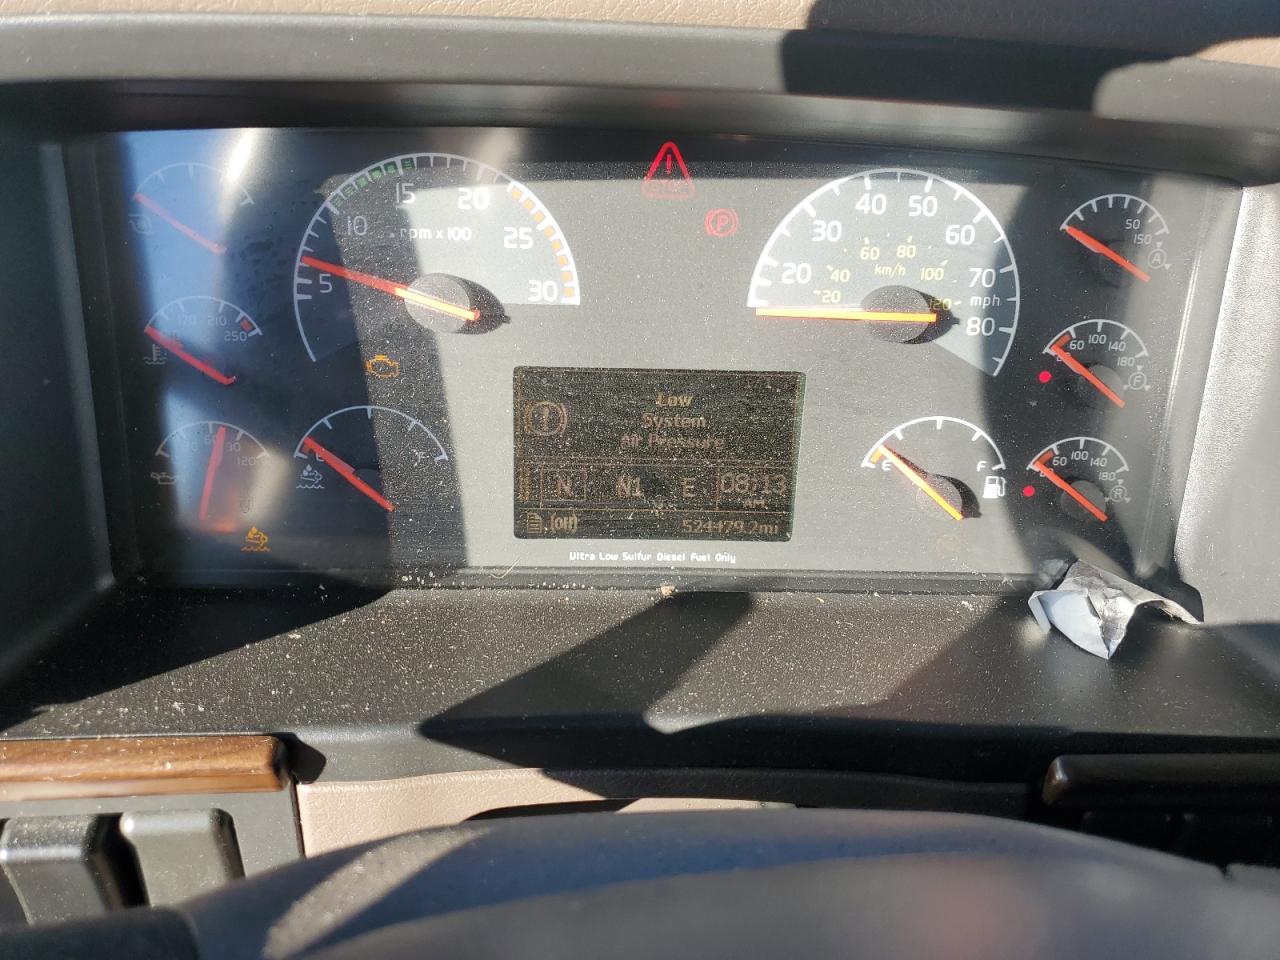 STOP
P
5
10
15
20
25
30
rpm x 100
20
30
40
50
60
70
80
mph
20
40
60
80
100
120
km/h
50
150
A
170
210
250
60
100
140
180
F
90
120
E
F
E
F
60
100
140
180
R
Low
System
Air Pressure
N
N1
E
08:13
AM
(Off)
524479.2mi
Ultra Low Sulfur Diesel Fuel Only